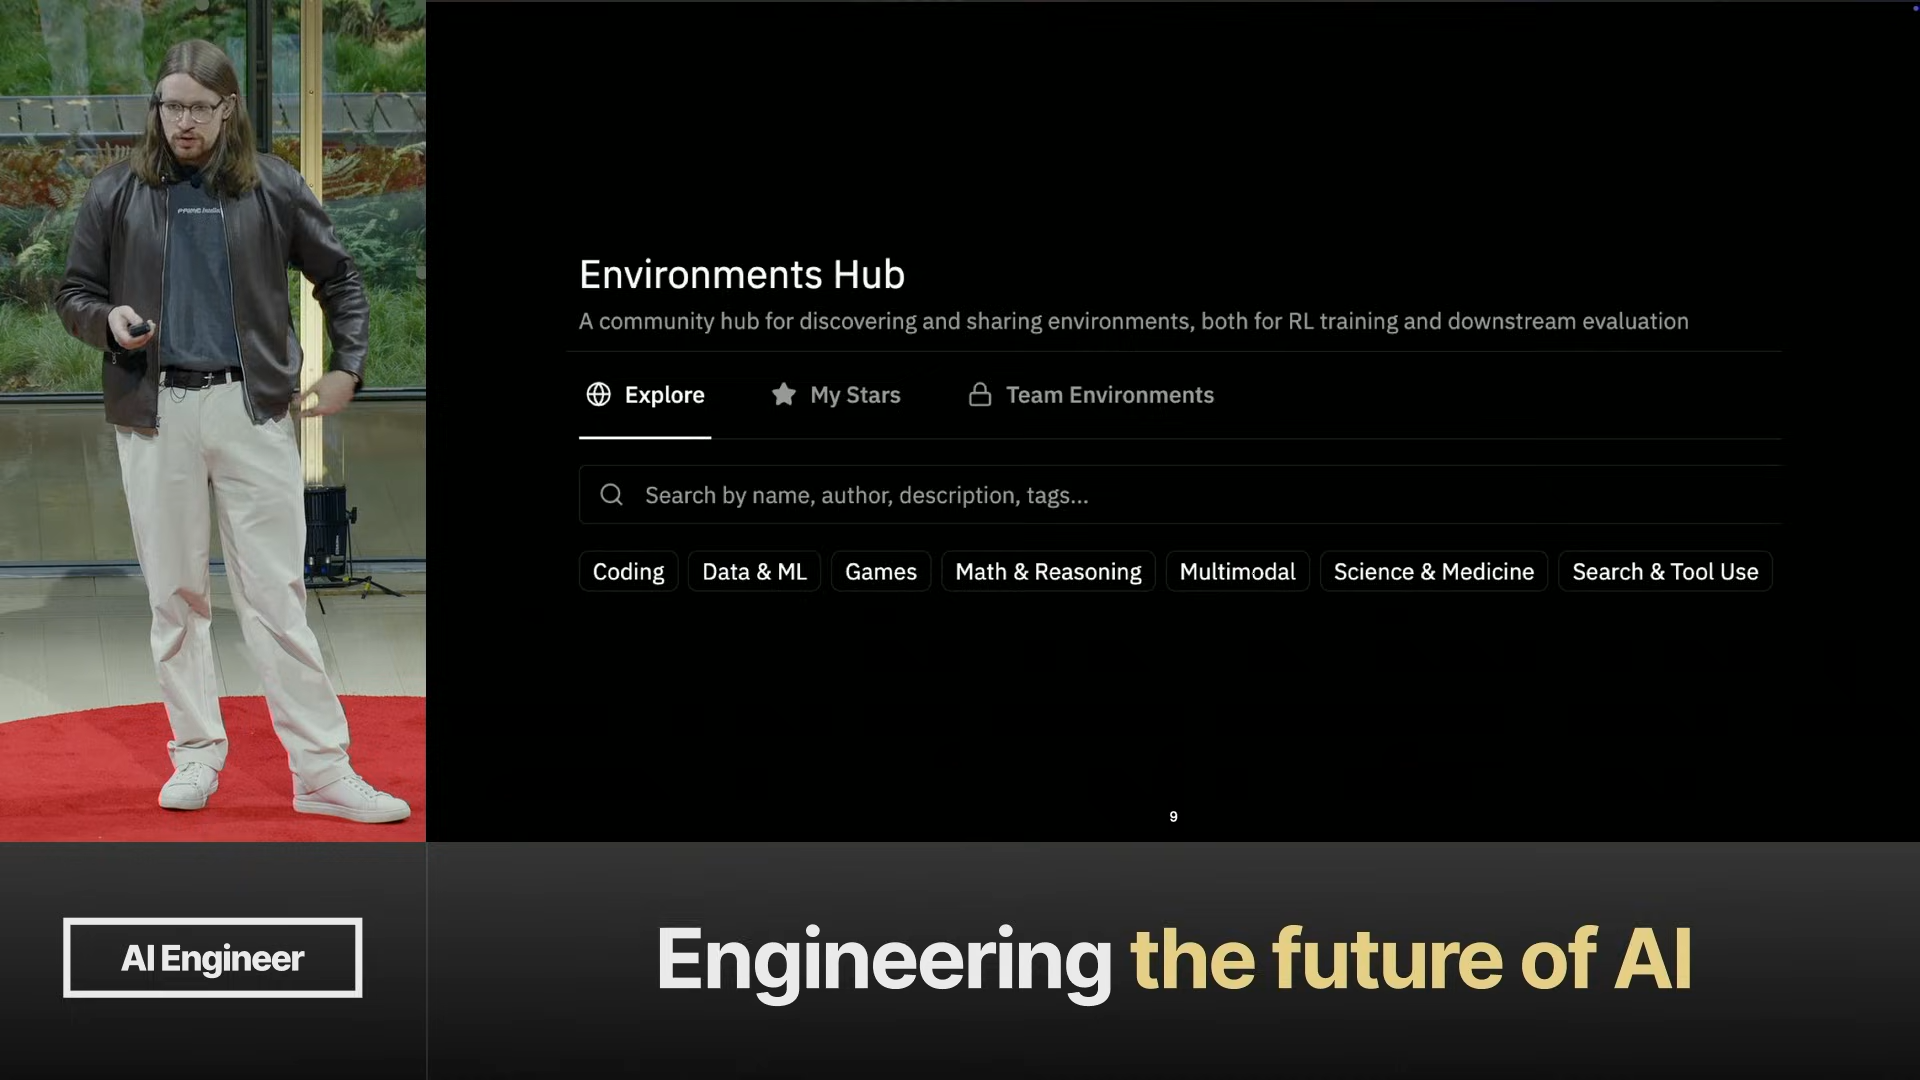 Environments Hub
A community hub for discovering and sharing environments, both for RL training and downstream evaluation
Explore
My Stars
Team Environments
Search by name, author, description, tags...
Coding
Data & ML
Games
Math & Reasoning
Multimodal
Science & Medicine
Search & Tool Use
9
AI Engineer
Engineering the future of AI